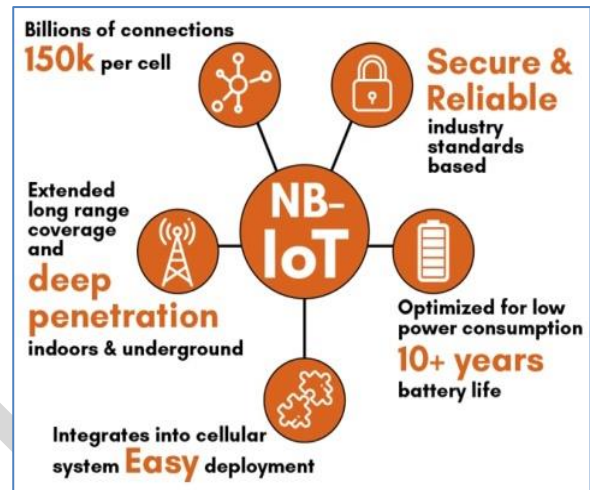 Billions of connections
150k per cell
Secure &
Reliable
industry
standards
based
NB-
IoT
Extended
long range
coverage
and
deep
penetration
indoors & underground
Optimized for low
power consumption
10+ years
battery life
Integrates into cellular
system Easy deployment